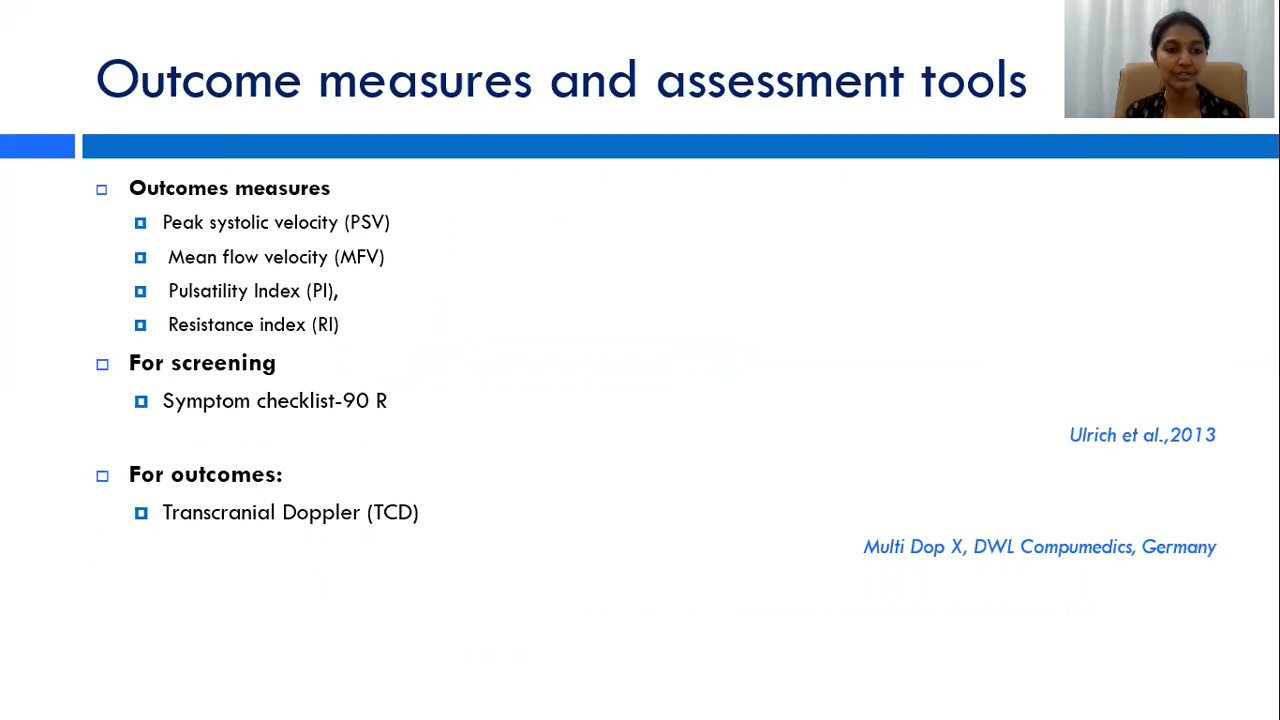 Outcome measures and assessment tools
Outcomes measures
Peak systolic velocity (PSV)
Mean flow velocity (MFV)
Pulsatility Index (PI),
Resistance index (RI)
For screening
Symptom checklist-90 R
Ulrich et al.,2013
For outcomes:
Transcranial Doppler (TCD)
Multi Dop X, DWL Compumedics, Germany